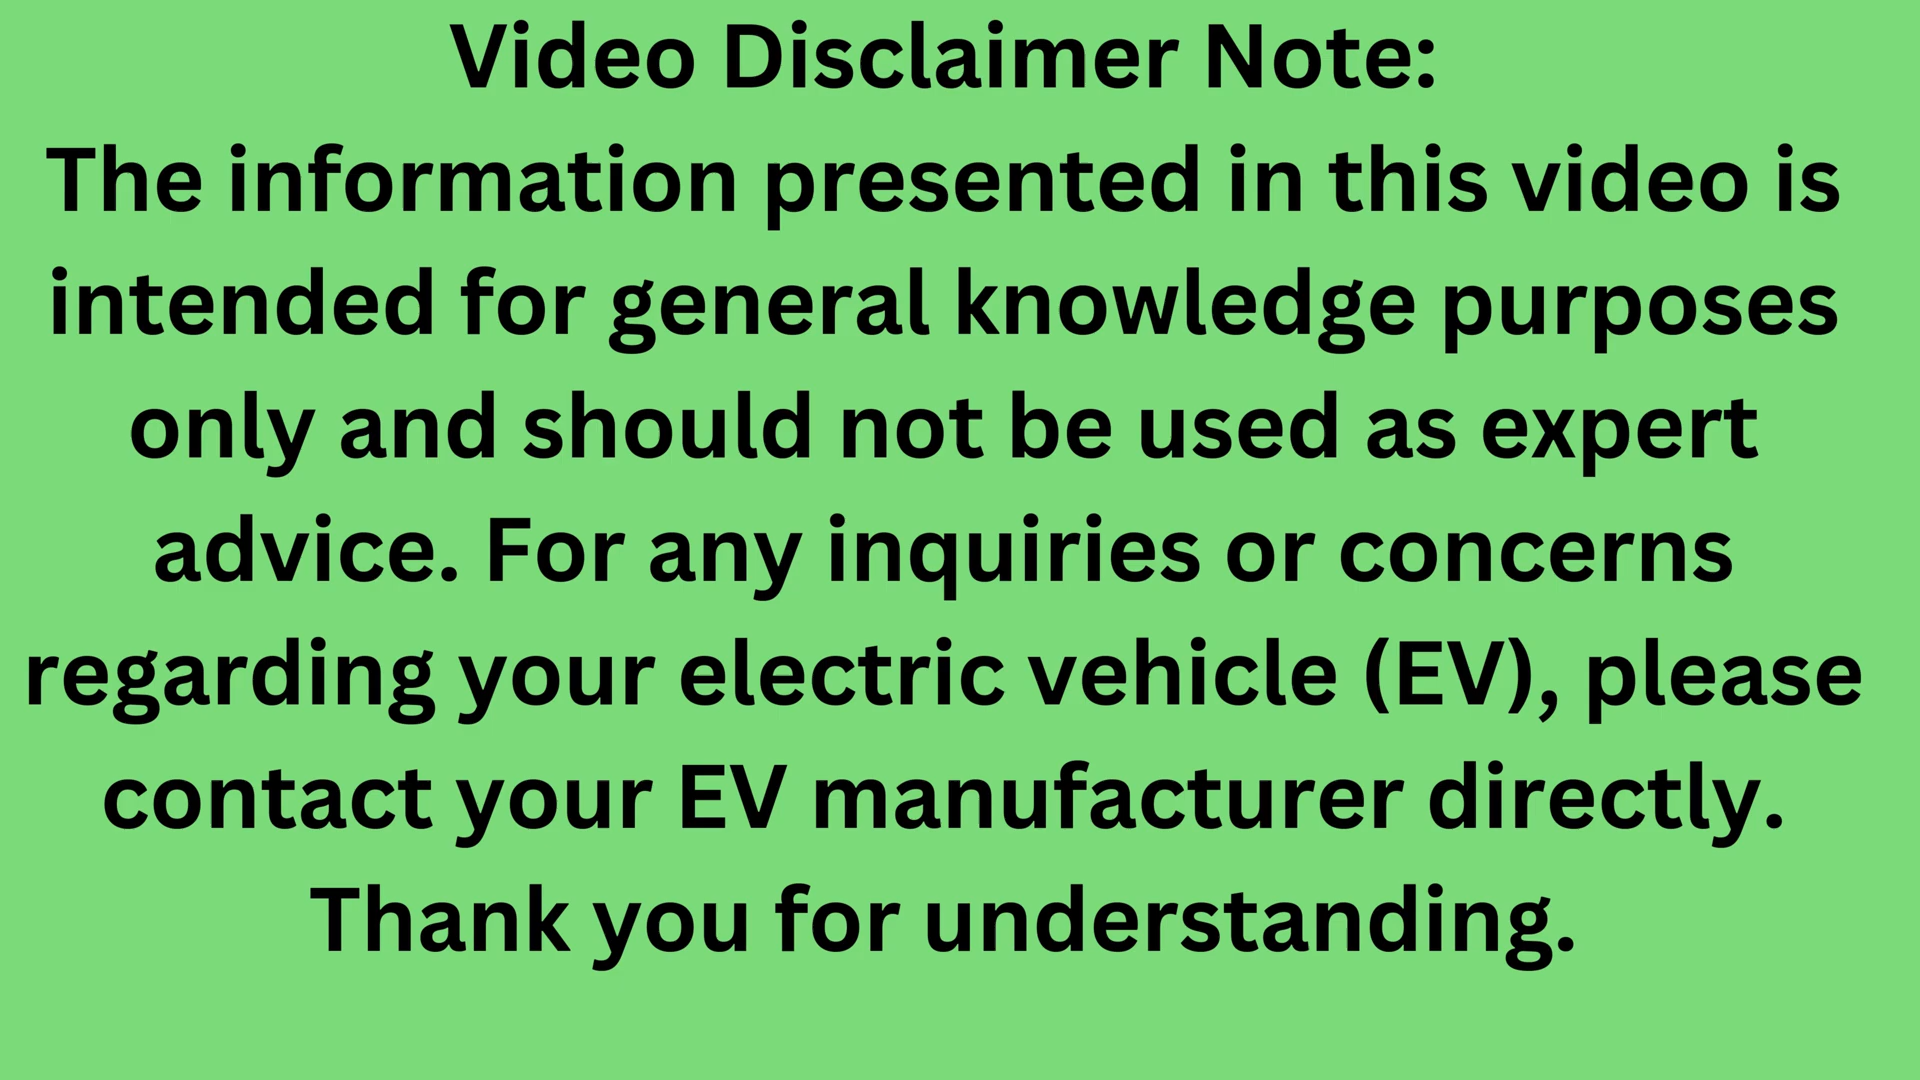 Video Disclaimer Note:
The information presented in this video is
intended for general knowledge purposes
only and should not be used as expert
advice. For any inquiries or concerns
regarding your electric vehicle (EV), please
contact your EV manufacturer directly.
Thank you for understanding.